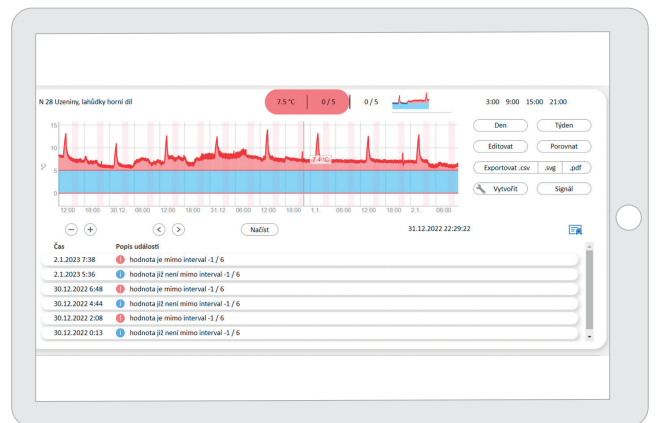 N 28 Uzeniny, lahůdky horní díl
7.5 °C 0 / 5 0 / 5
3:00 9:00 15:00 21:00
Den Týden
Editovat Porovnat
Exportovat .csv .svg .pdf
Vytvořit Signál
15
10
°C
5
0
7.4 °C
12:00 18:00 30.12. 06:00 12:00 18:00 31.12. 06:00 12:00 18:00 1.1. 06:00 12:00 18:00 2.1. 06:00
− + < > Načíst 31.12.2022 22:29:22
Čas Popis události
2.1.2023 7:38 ! hodnota je mimo interval -1 / 6
2.1.2023 5:36 ! hodnota již není mimo interval -1 / 6
30.12.2022 6:48 ! hodnota je mimo interval -1 / 6
30.12.2022 4:44 ! hodnota již není mimo interval -1 / 6
30.12.2022 2:08 ! hodnota je mimo interval -1 / 6
30.12.2022 0:13 ! hodnota již není mimo interval -1 / 6